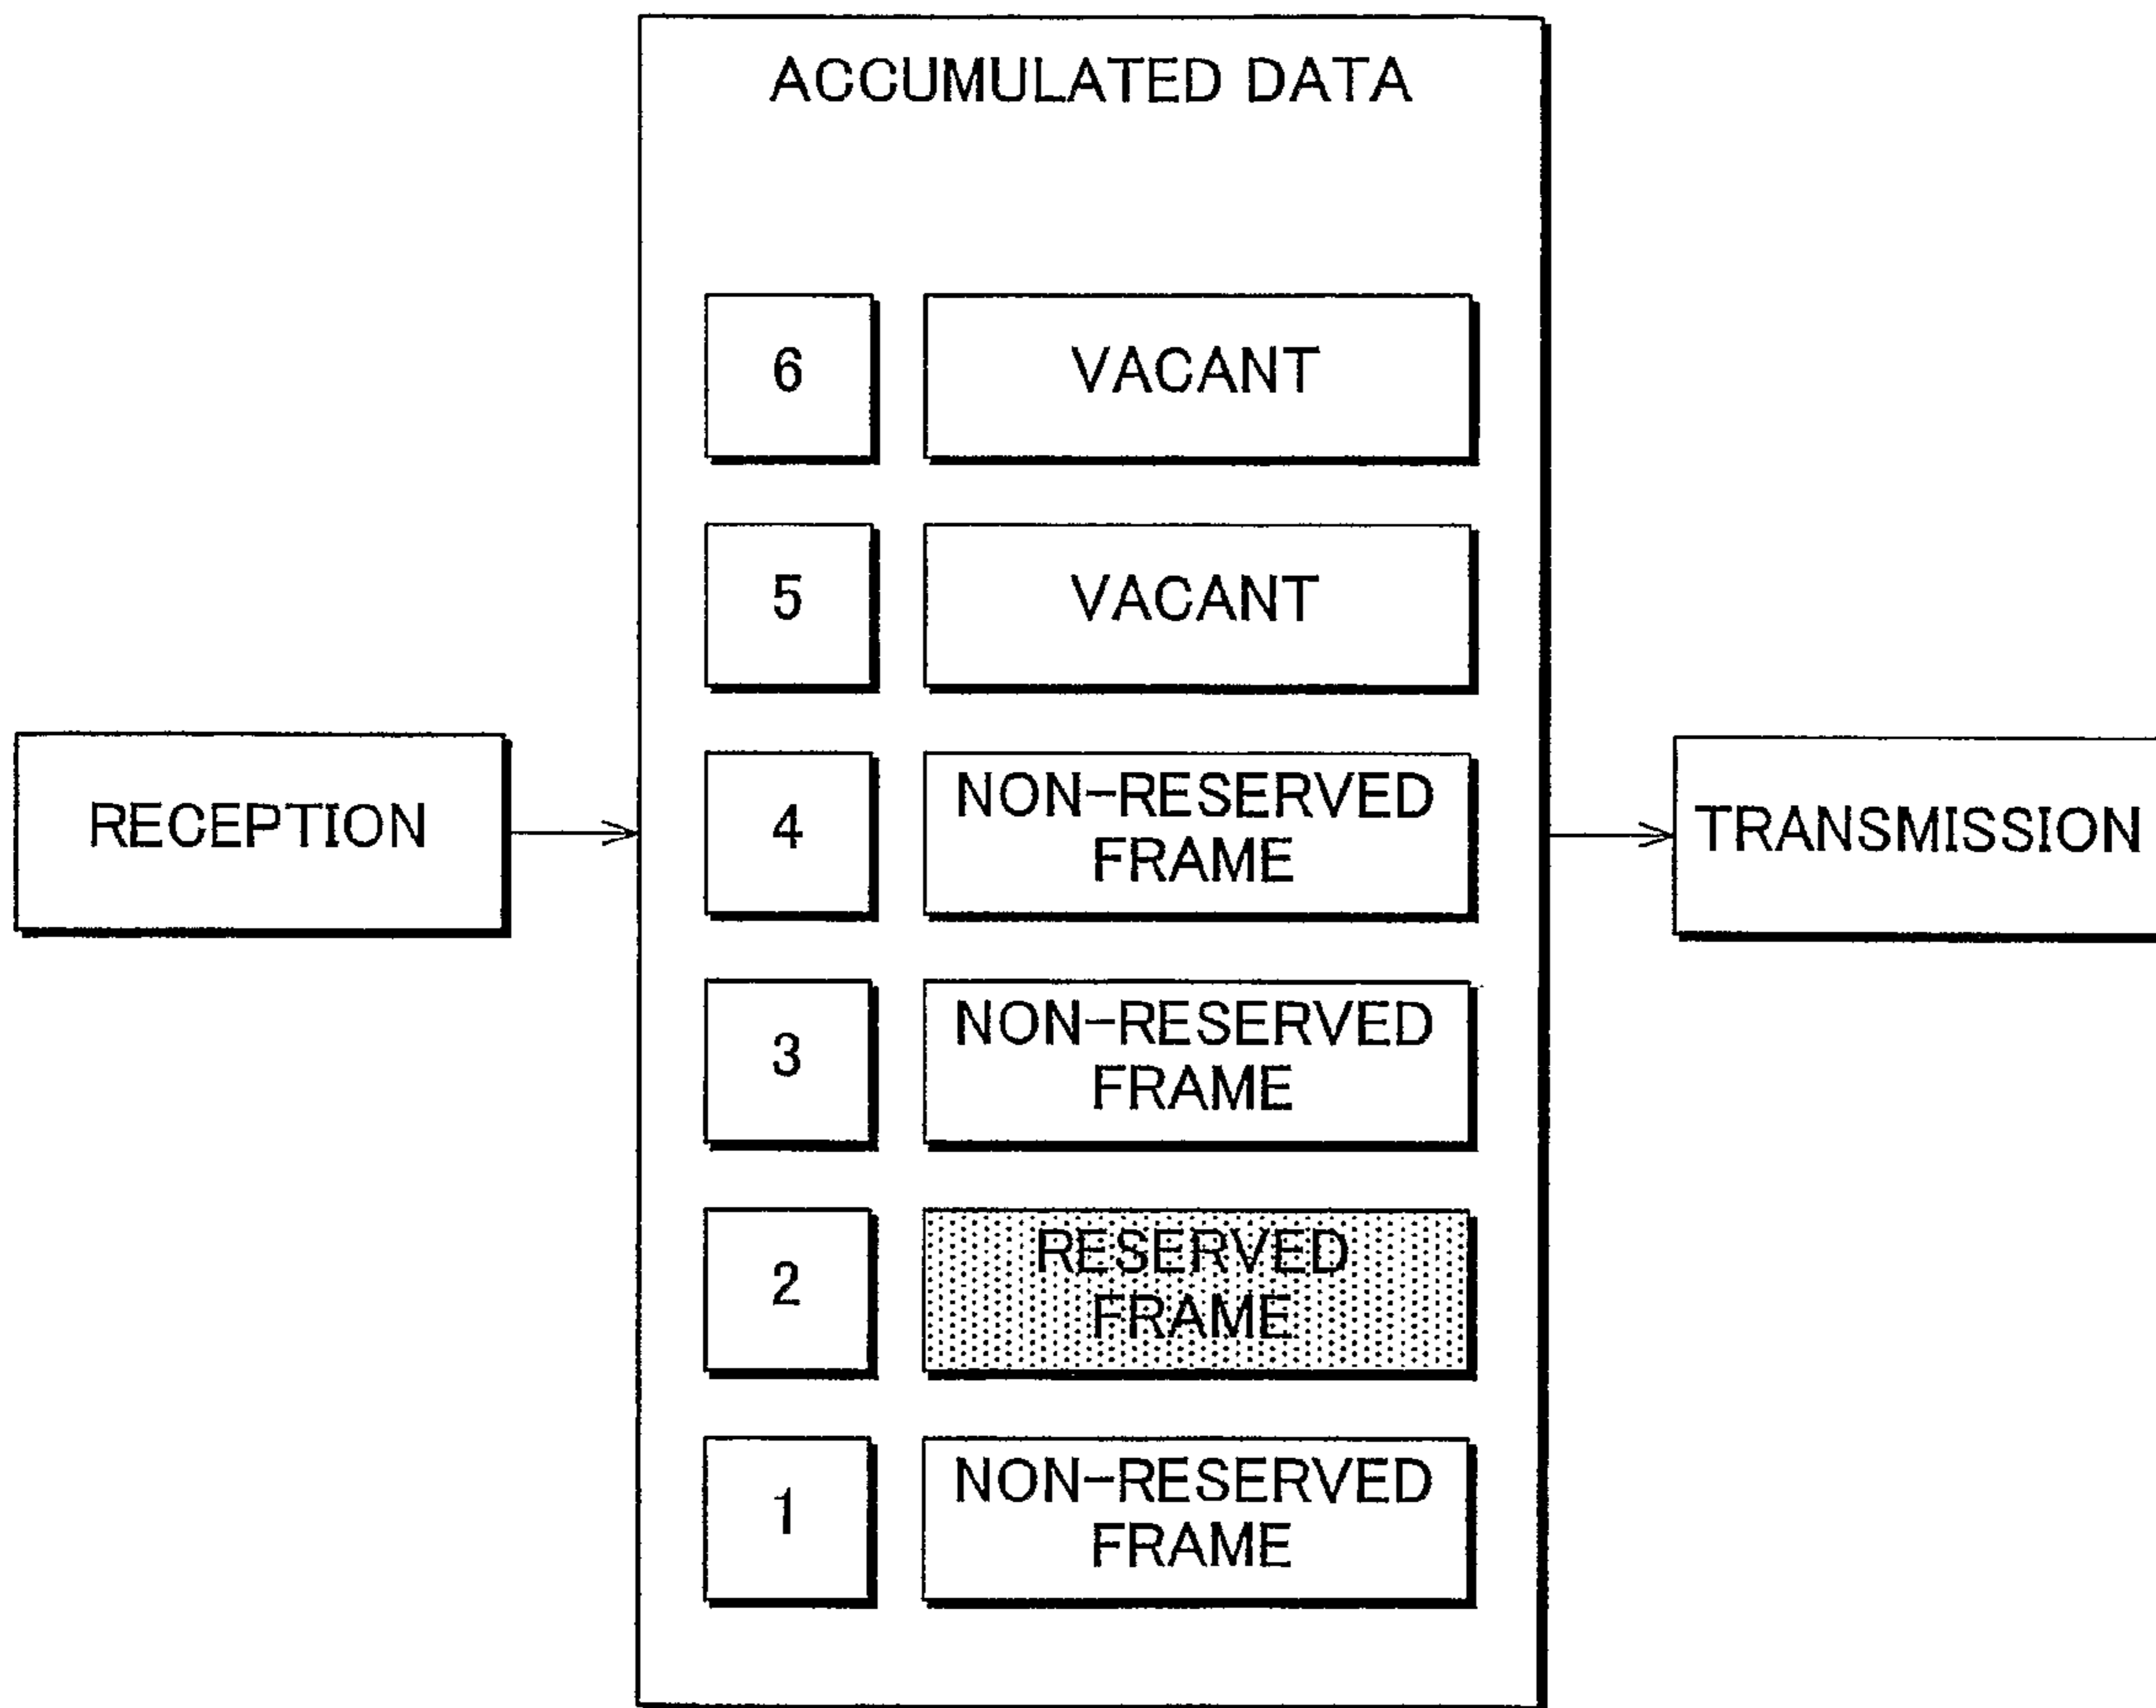 ACCUMULATED DATA
6
VACANT
5
VACANT
RECEPTION
4
NON-RESERVED
FRAME
TRANSMISSION
3
NON-RESERVED
FRAME
2
RESERVED
FRAME
1
NON-RESERVED
FRAME